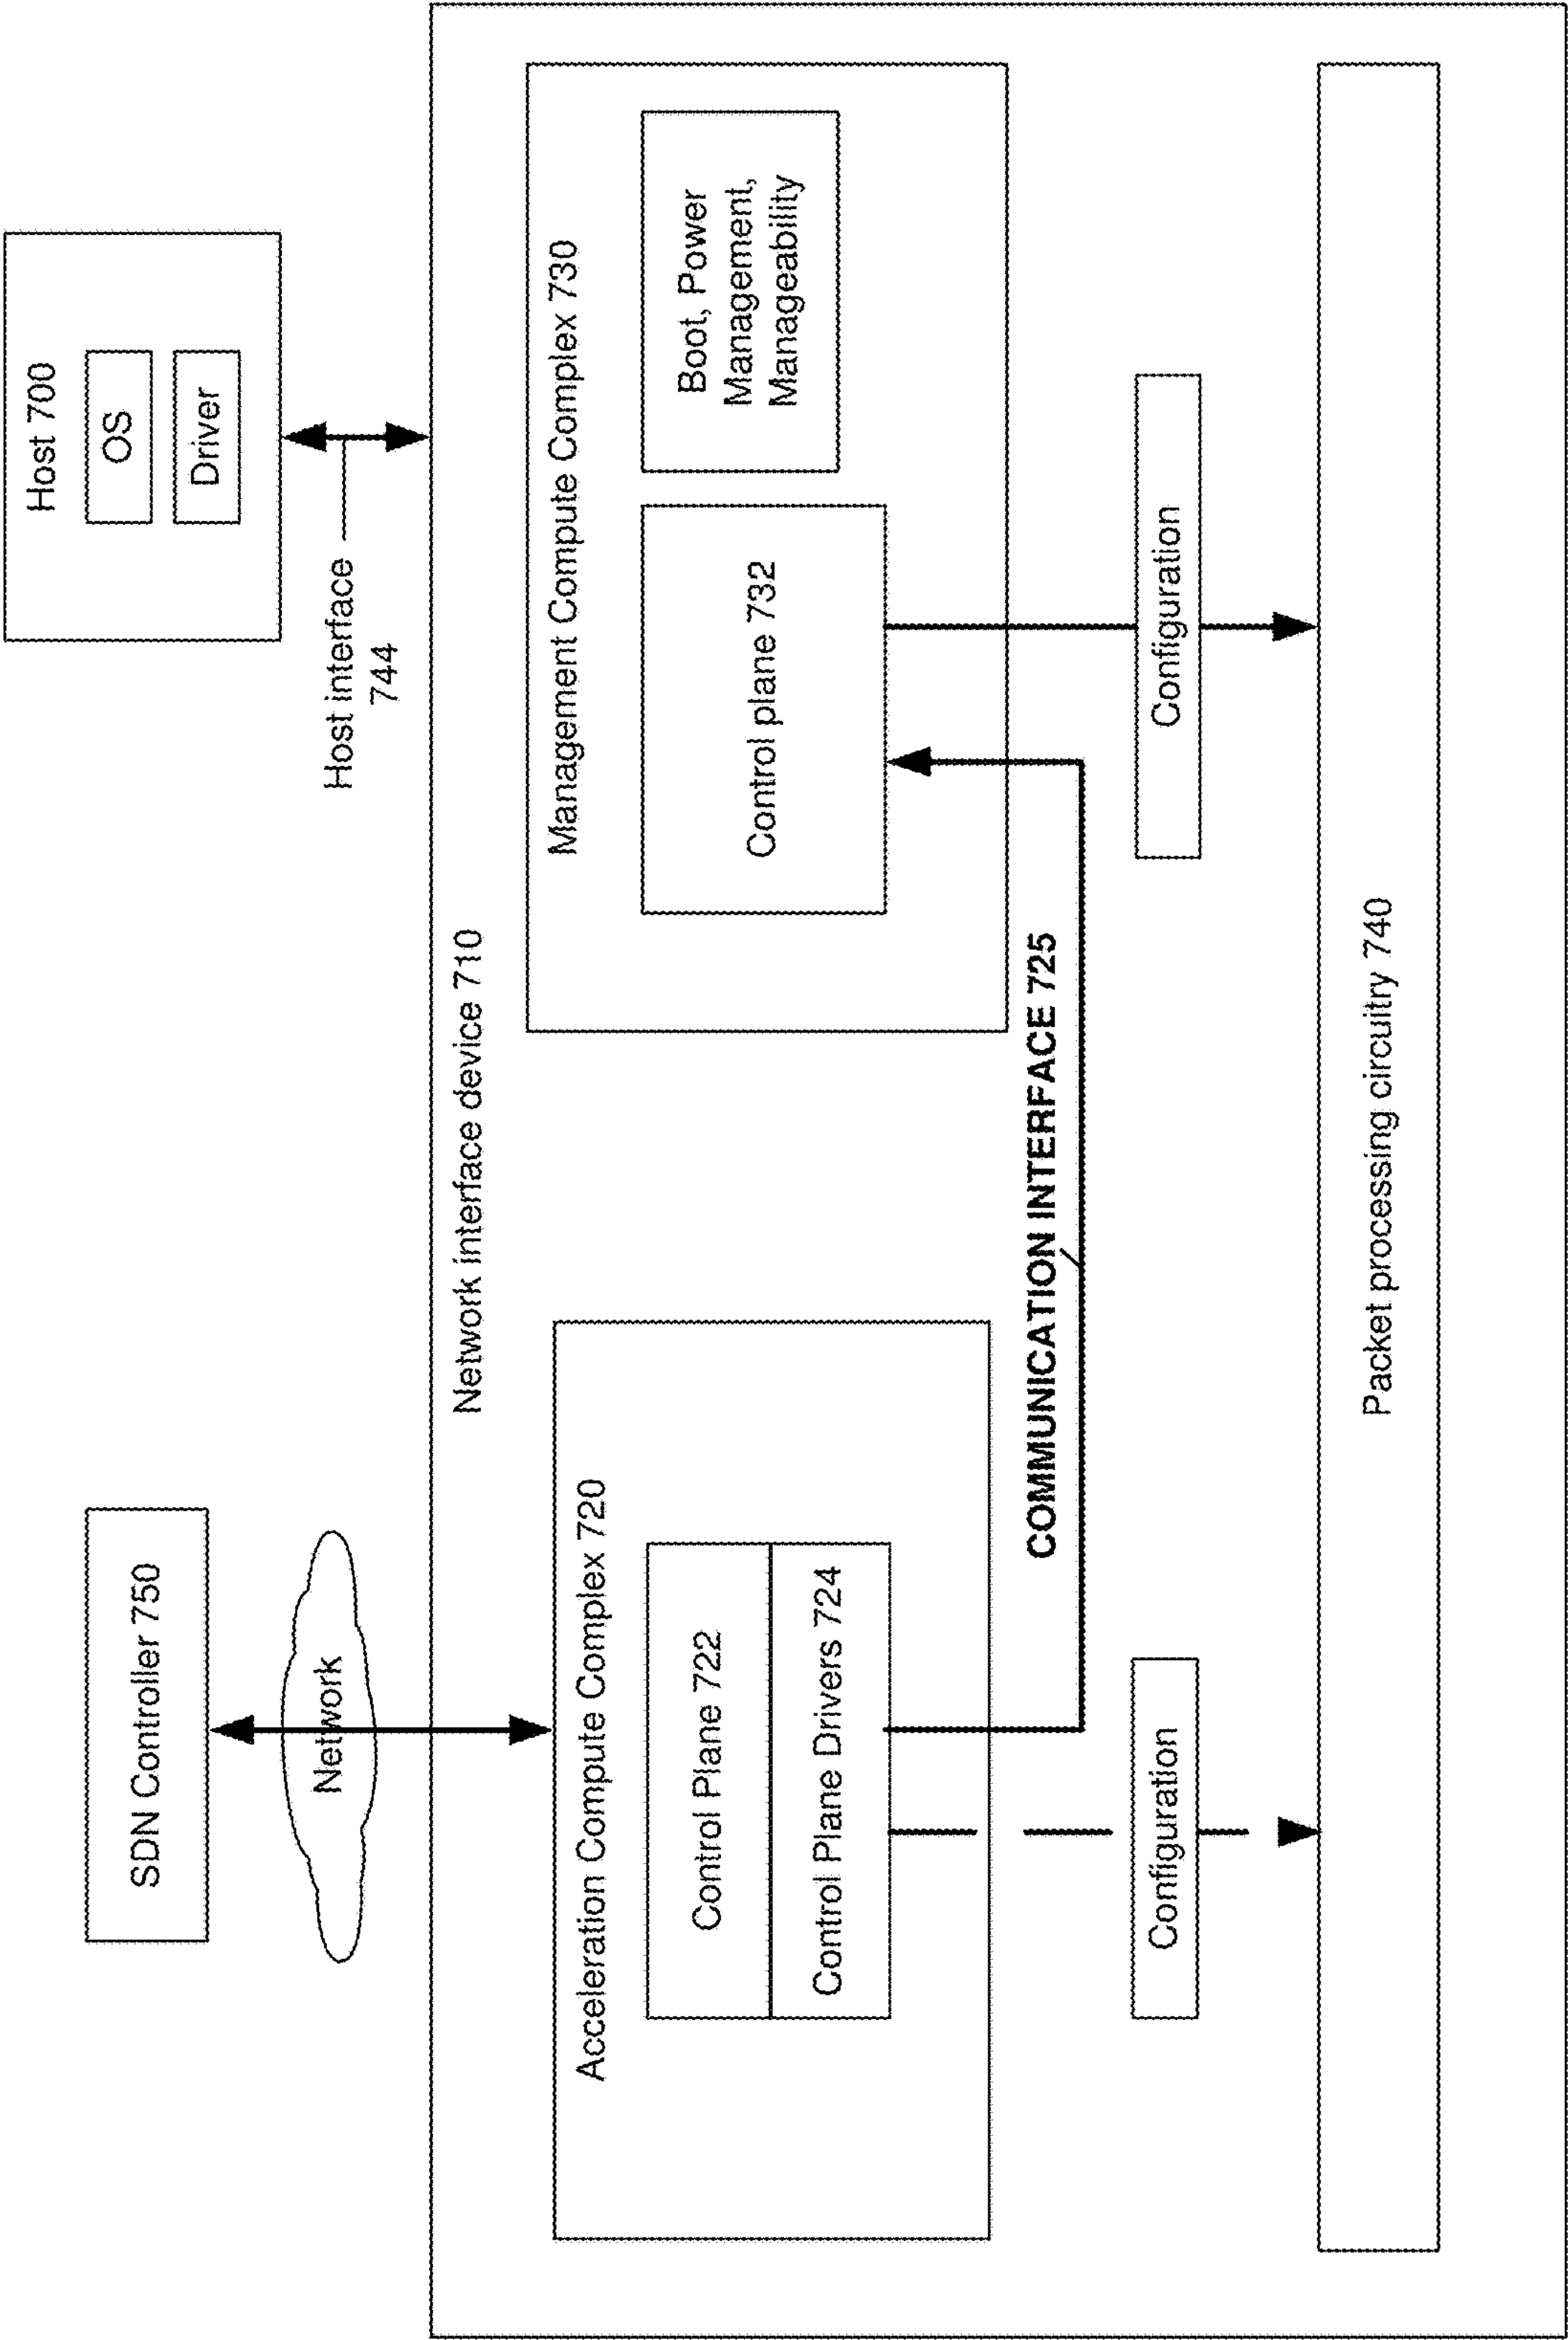 SDN Controller 750
Network
Host 700
OS
Driver
Host interface
744
Network interface device 710
Acceleration Compute Complex 720
Control Plane 722
Control Plane Drivers 724
Management Compute Complex 730
Control plane 732
Boot, Power
Management,
Manageability
COMMUNICATION INTERFACE 725
Configuration
Configuration
Packet processing circuitry 740